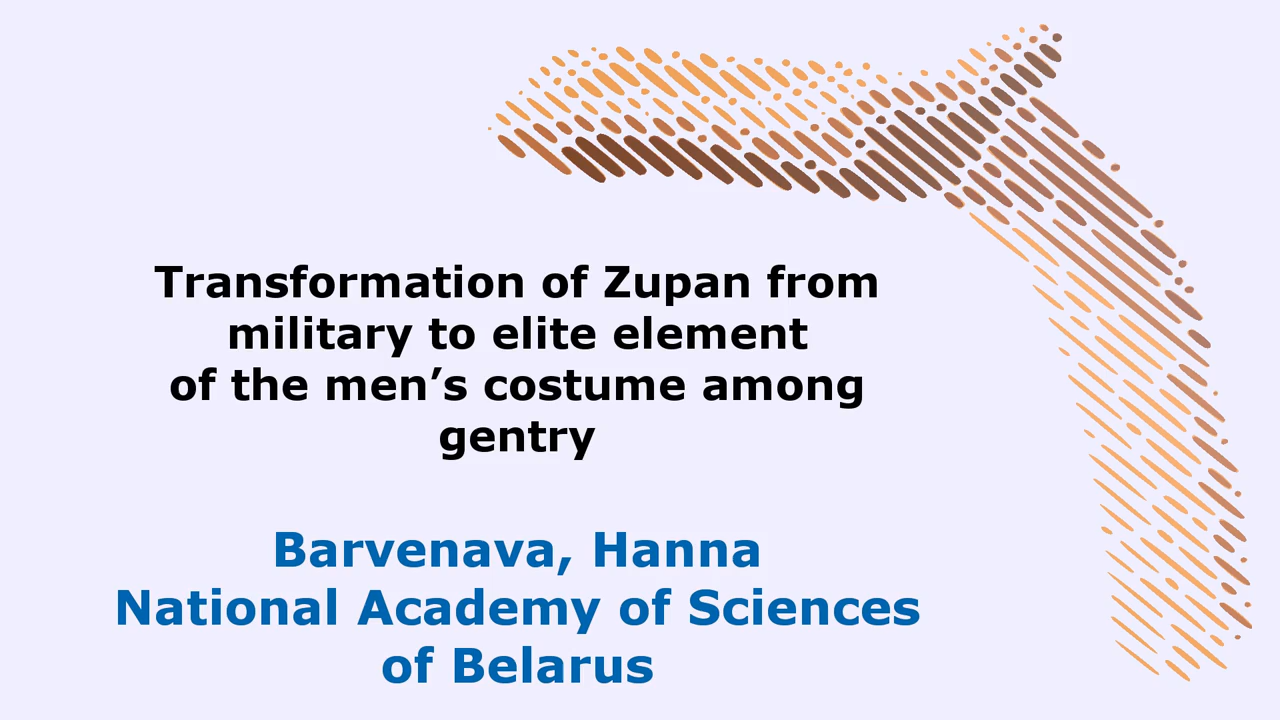 Transformation of Zupan from
military to elite element
of the men’s costume among
gentry
Barvenava, Hanna
National Academy of Sciences
of Belarus